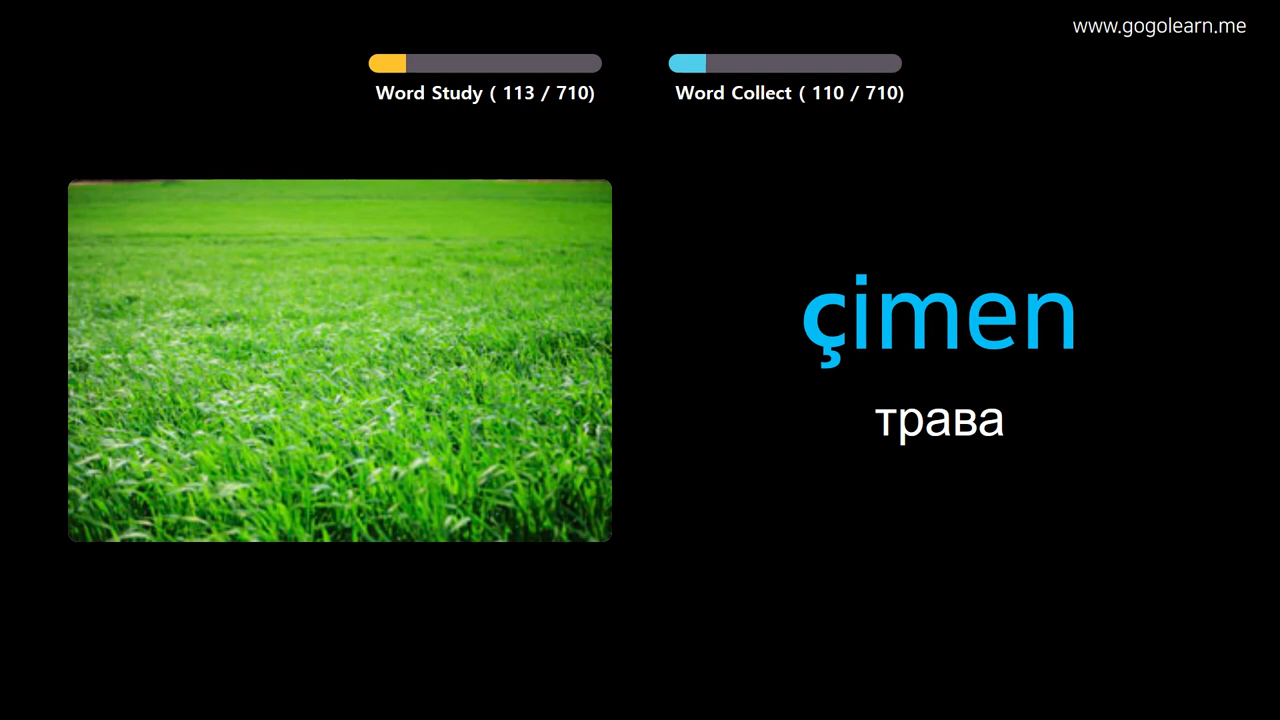 www.gogolearn.me
Word Study ( 113 / 710)
Word Collect ( 110 / 710)
çimen
трава